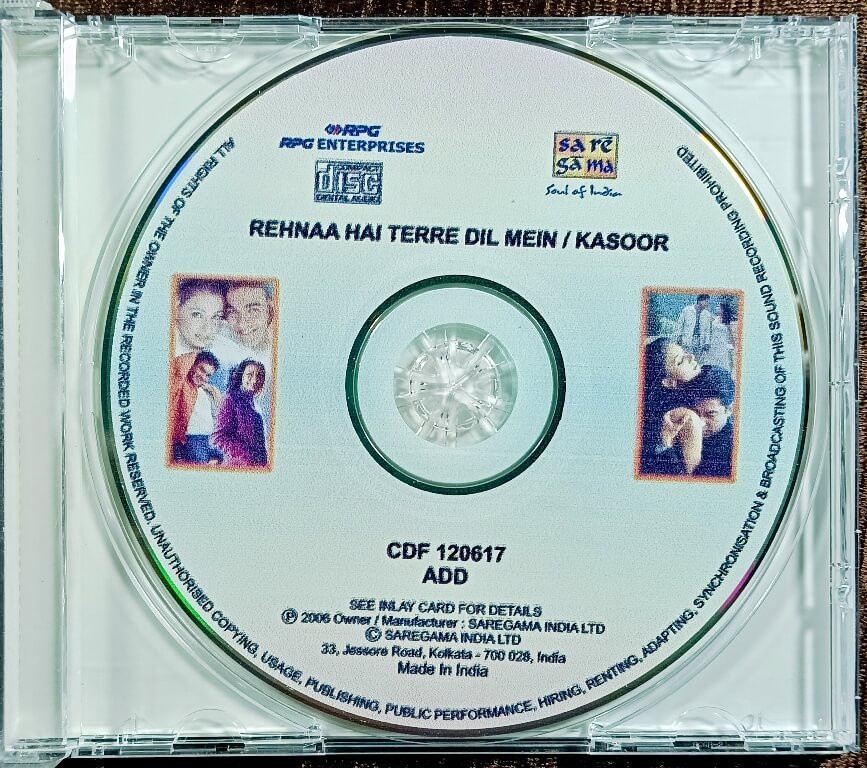 RPG
RPG ENTERPRISES
COMPACT
disc
DIGITAL AUDIO
sa rē
gā ma
Soul of India
REHNAA HAI TERRE DIL MEIN / KASOOR
CDF 120617
ADD
SEE INLAY CARD FOR DETAILS
Ⓟ 2006 Owner / Manufacturer : SAREGAMA INDIA LTD
© SAREGAMA INDIA LTD
33, Jessore Road, Kolkata - 700 028, India
Made In India
ALL RIGHTS OF THE OWNER IN THE RECORDED WORK RESERVED. UNAUTHORISED COPYING, USAGE, PUBLISHING, PUBLIC PERFORMANCE, HIRING, RENTING, ADAPTING, SYNCHRONISATION & BROADCASTING OF THIS SOUND RECORDING PROHIBITED